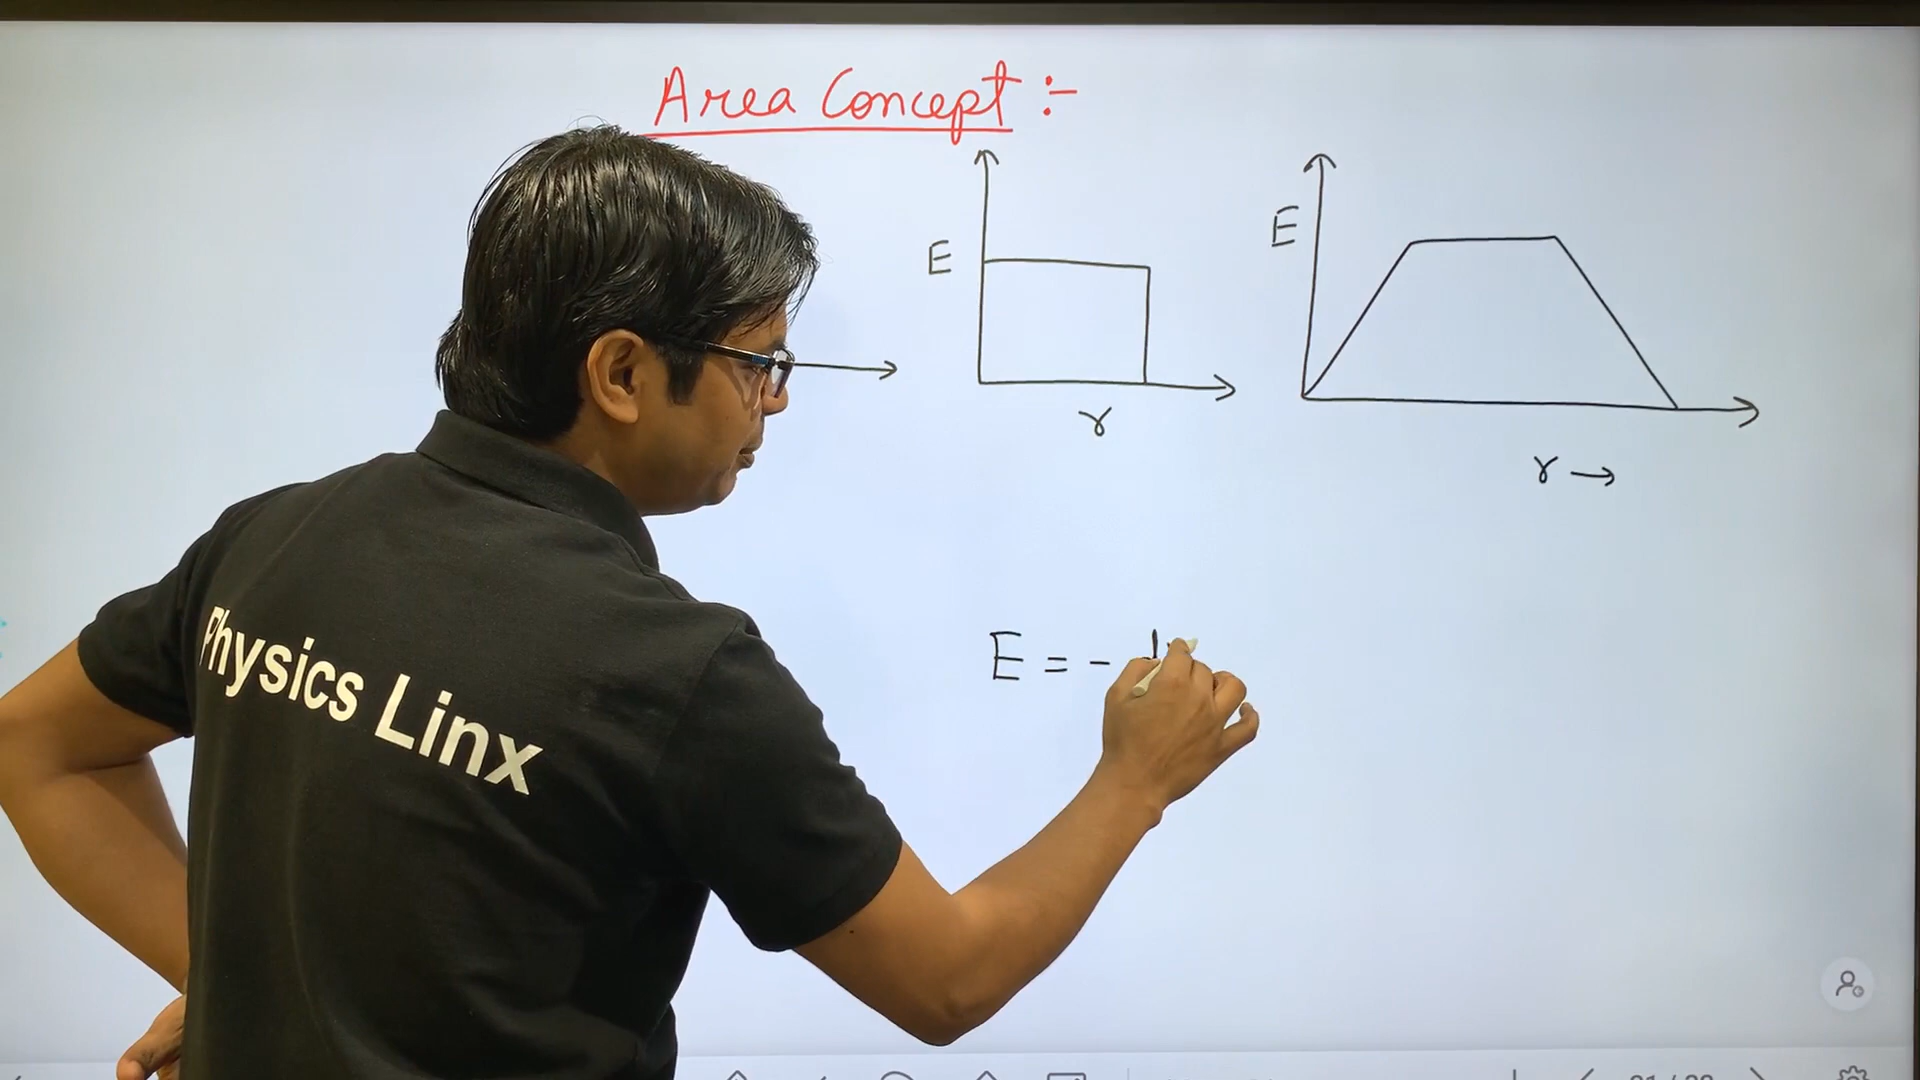 Area Concept :-
E
r
E
r →
E = -
Physics Linx